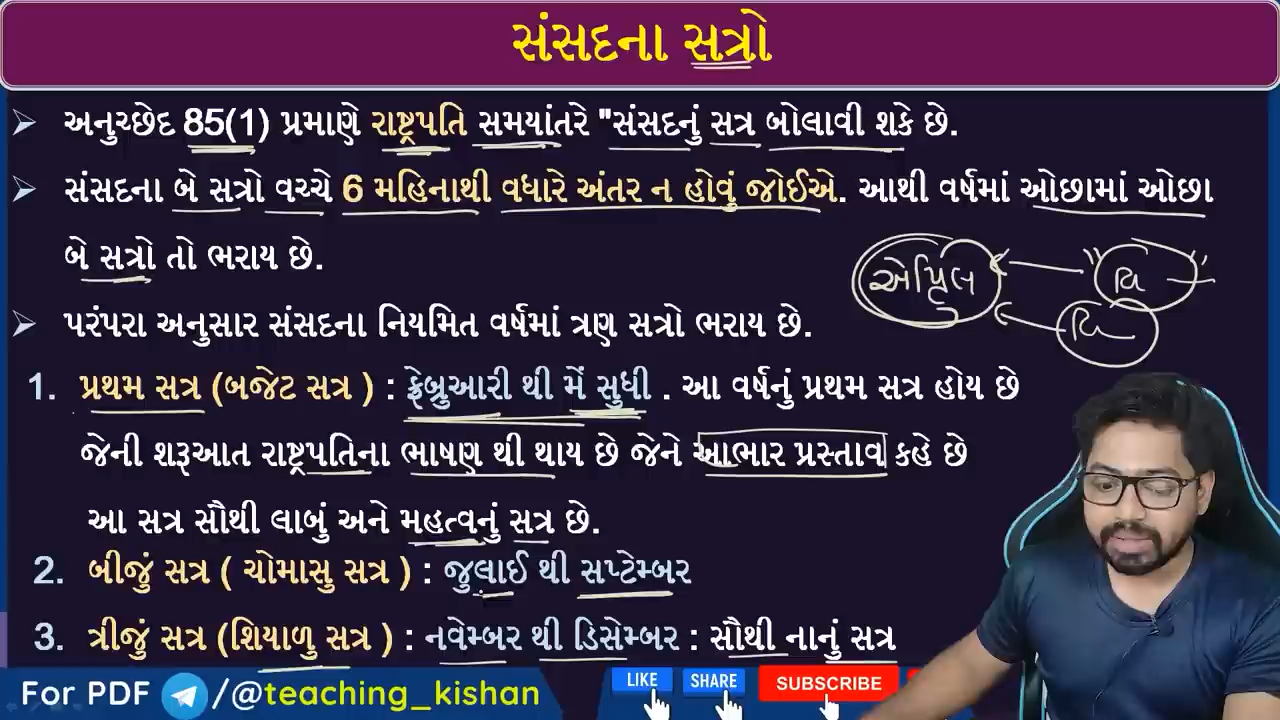 સંસદના સત્રો
➢ અનુચ્છેદ 85(1) પ્રમાણે રાષ્ટ્રપતિ સમયાંતરે "સંસદનું સત્ર બોલાવી શકે છે.
➢ સંસદના બે સત્રો વચ્ચે 6 મહિનાથી વધારે અંતર ન હોવું જોઈએ. આથી વર્ષમાં ઓછામાં ઓછા
બે સત્રો તો ભરાય છે.
એપ્રિલ
વિ
વિ
➢ પરંપરા અનુસાર સંસદના નિયમિત વર્ષમાં ત્રણ સત્રો ભરાય છે.
1. પ્રથમ સત્ર (બજેટ સત્ર ) : ફેબ્રુઆરી થી મેં સુધી . આ વર્ષનું પ્રથમ સત્ર હોય છે
જેની શરૂઆત રાષ્ટ્રપતિના ભાષણ થી થાય છે જેને આભાર પ્રસ્તાવ કહે છે
આ સત્ર સૌથી લાબું અને મહત્વનું સત્ર છે.
2. બીજું સત્ર ( ચોમાસુ સત્ર ) : જુલાઈ થી સપ્ટેમ્બર
3. ત્રીજું સત્ર (શિયાળુ સત્ર ) : નવેમ્બર થી ડિસેમ્બર : સૌથી નાનું સત્ર
For PDF /@teaching_kishan
LIKE SHARE SUBSCRIBE